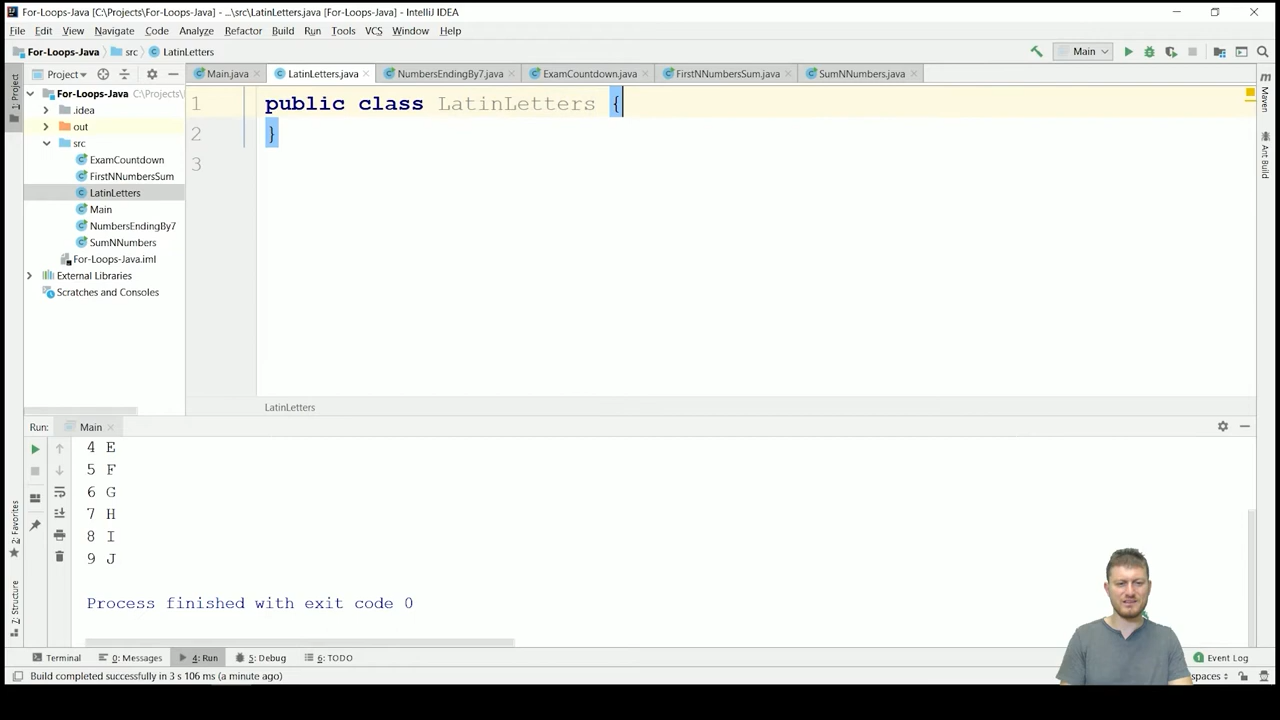 For-Loops-Java [C:\Projects\For-Loops-Java] - ...\src\LatinLetters.java [For-Loops-Java] - IntelliJ IDEA
File Edit View Navigate Code Analyze Refactor Build Run Tools VCS Window Help
For-Loops-Java src LatinLetters Main
1: Project
Project
Main.java LatinLetters.java NumbersEndingBy7.java ExamCountdown.java FirstNNumbersSum.java SumNNumbers.java
For-Loops-Java C:\Projects\
.idea
out
src
ExamCountdown
FirstNNumbersSum
LatinLetters
Main
NumbersEndingBy7
SumNNumbers
For-Loops-Java.iml
External Libraries
Scratches and Consoles
1 public class LatinLetters {
2 }
3
LatinLetters
Maven
Ant Build
Run: Main
4 E
5 F
6 G
7 H
8 I
9 J
Process finished with exit code 0
2: Favorites
Z: Structure
Terminal 0: Messages 4: Run 5: Debug 6: TODO Event Log
Build completed successfully in 3 s 106 ms (a minute ago) spaces